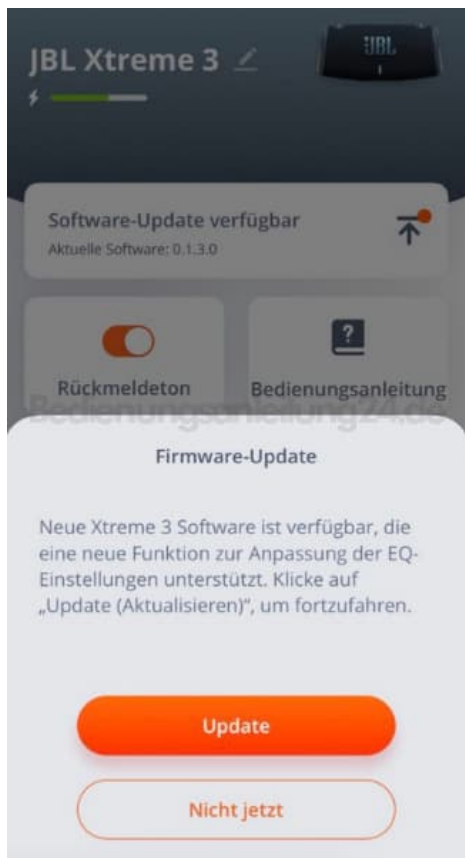 JBL Xtreme 3
JBL
Software-Update verfügbar
Aktuelle Software: 0.1.3.0
Rückmeldeton
Bedienungsanleitung
Bedienungsanleitung24.de
Firmware-Update
Neue Xtreme 3 Software ist verfügbar, die
eine neue Funktion zur Anpassung der EQ-
Einstellungen unterstützt. Klicke auf
„Update (Aktualisieren)“, um fortzufahren.
Update
Nicht jetzt